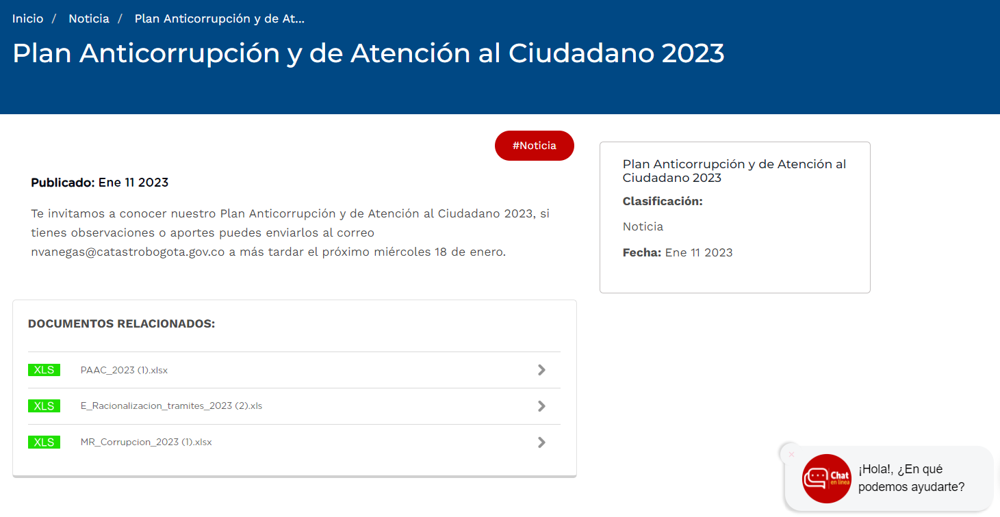 Inicio / Noticia / Plan Anticorrupción y de At...
Plan Anticorrupción y de Atención al Ciudadano 2023
#Noticia
Publicado: Ene 11 2023
Te invitamos a conocer nuestro Plan Anticorrupción y de Atención al Ciudadano 2023, si
tienes observaciones o aportes puedes enviarlos al correo
nvanegas@catastrobogota.gov.co a más tardar el próximo miércoles 18 de enero.
DOCUMENTOS RELACIONADOS:
XLS PAAC_2023 (1).xlsx
XLS E_Racionalizacion_tramites_2023 (2).xls
XLS MR_Corrupcion_2023 (1).xlsx
Plan Anticorrupción y de Atención al
Ciudadano 2023
Clasificación:
Noticia
Fecha: Ene 11 2023
Chat
en línea
¡Hola!, ¿En qué
podemos ayudarte?